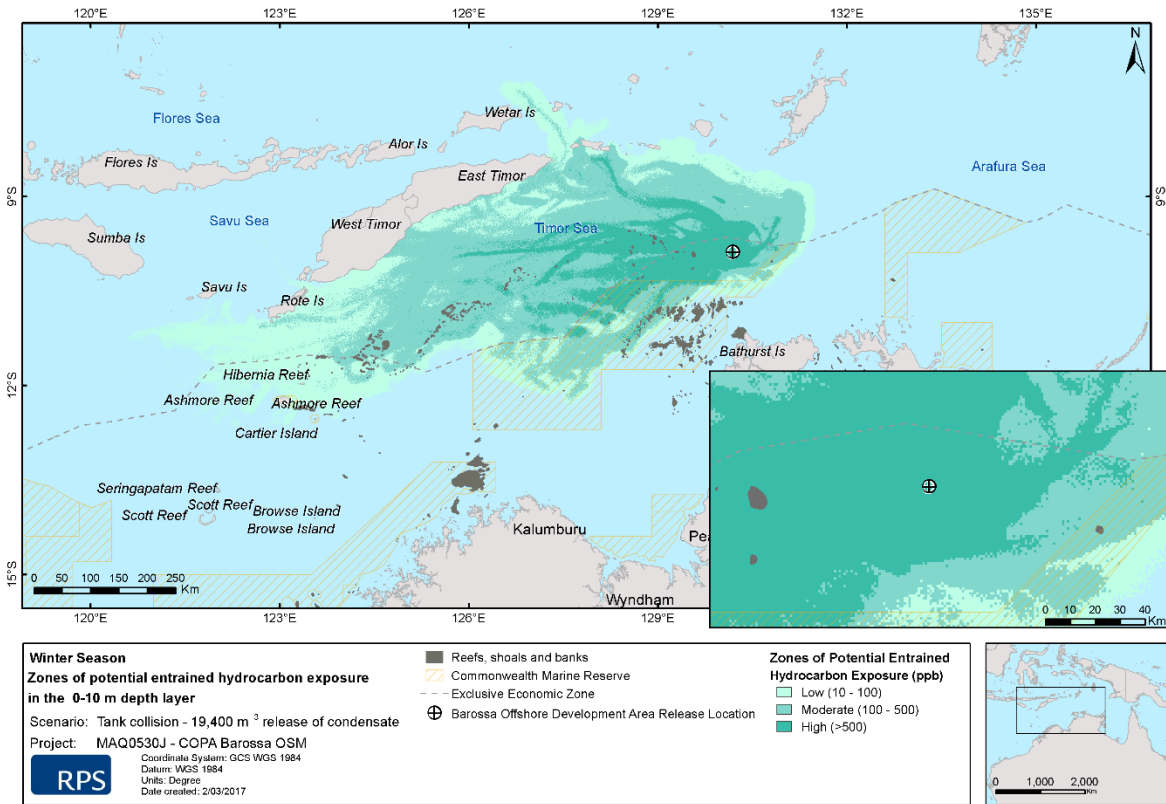 120°E 123°E 126°E 129°E 132°E 135°E
N
Wetar Is
Flores Sea
Alor Is
Flores Is
East Timor
Arafura Sea
9°S 9°S
Savu Sea
West Timor
Timor Sea
Sumba Is
Savu Is
Rote Is
Bathurst Is
Hibernia Reef
12°S
Ashmore Reef Ashmore Reef
Cartier Island
Seringapatam Reef
Scott Reef Browse Island
Scott Reef
Browse Island
Kalumburu
Pea
15°S
0 50 100 150 200 250
Km
Wyndham
0 10 20 30 40
Km
120°E 123°E 126°E 129°E 132°E 135°E
Winter Season
Zones of potential entrained hydrocarbon exposure
in the 0-10 m depth layer
Scenario: Tank collision - 19,400 m³ release of condensate
Project: MAQ0530J - COPA Barossa OSM
RPS
Coordinate System: GCS WGS 1984
Datum: WGS 1984
Units: Degree
Date created: 2/03/2017
Reefs, shoals and banks
Commonwealth Marine Reserve
Exclusive Economic Zone
Barossa Offshore Development Area Release Location
Zones of Potential Entrained
Hydrocarbon Exposure (ppb)
Low (10 - 100)
Moderate (100 - 500)
High (>500)
0 1,000 2,000
Km